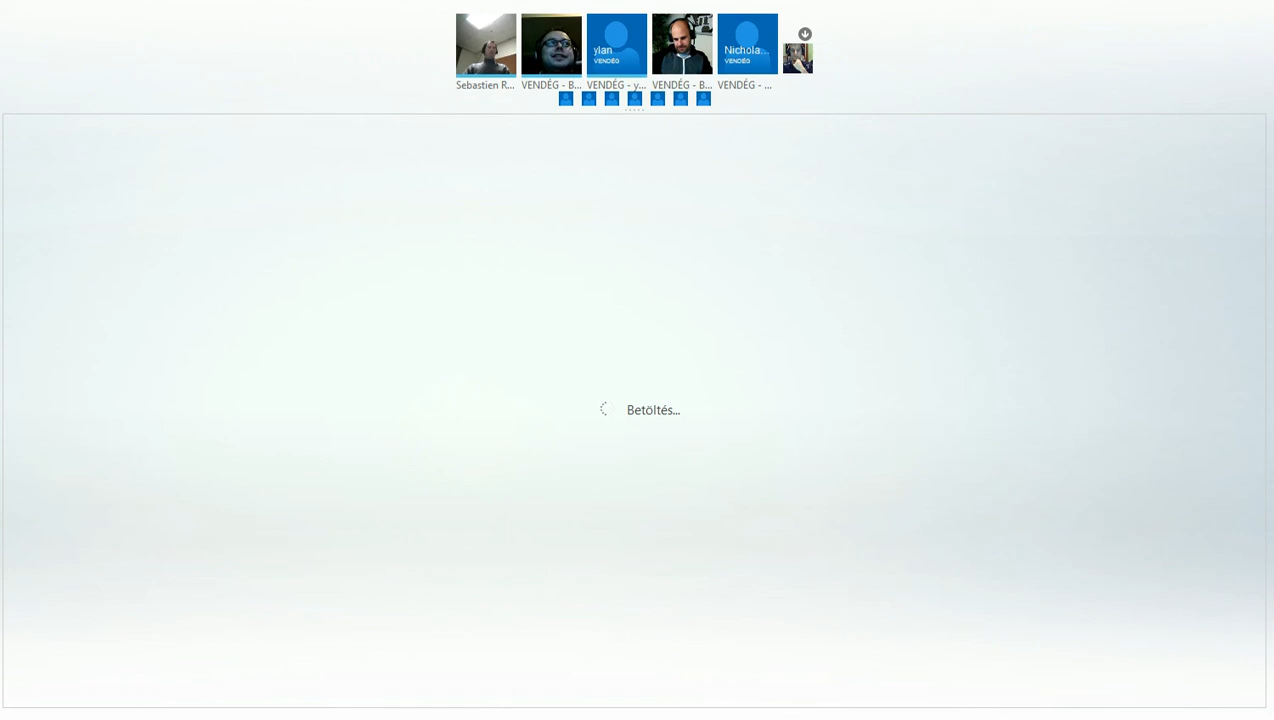 ylan
VENDÉG
Nichola...
VENDÉG
Sebastien R...
VENDÉG - B...
VENDÉG - y...
VENDÉG - B...
VENDÉG - ...
Betöltés...